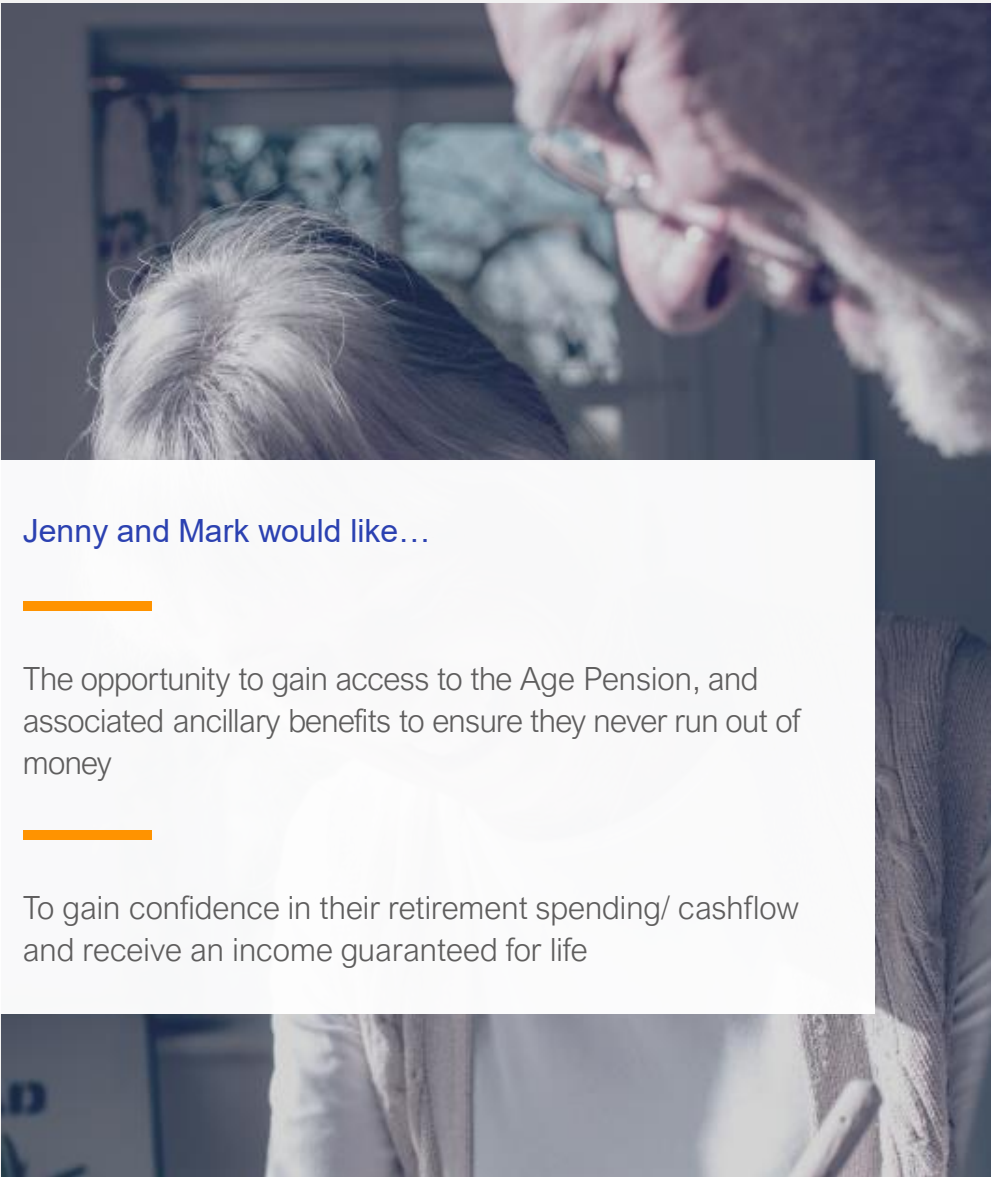 Jenny and Mark would like…
The opportunity to gain access to the Age Pension, and
associated ancillary benefits to ensure they never run out of
money
To gain confidence in their retirement spending/ cashflow
and receive an income guaranteed for life